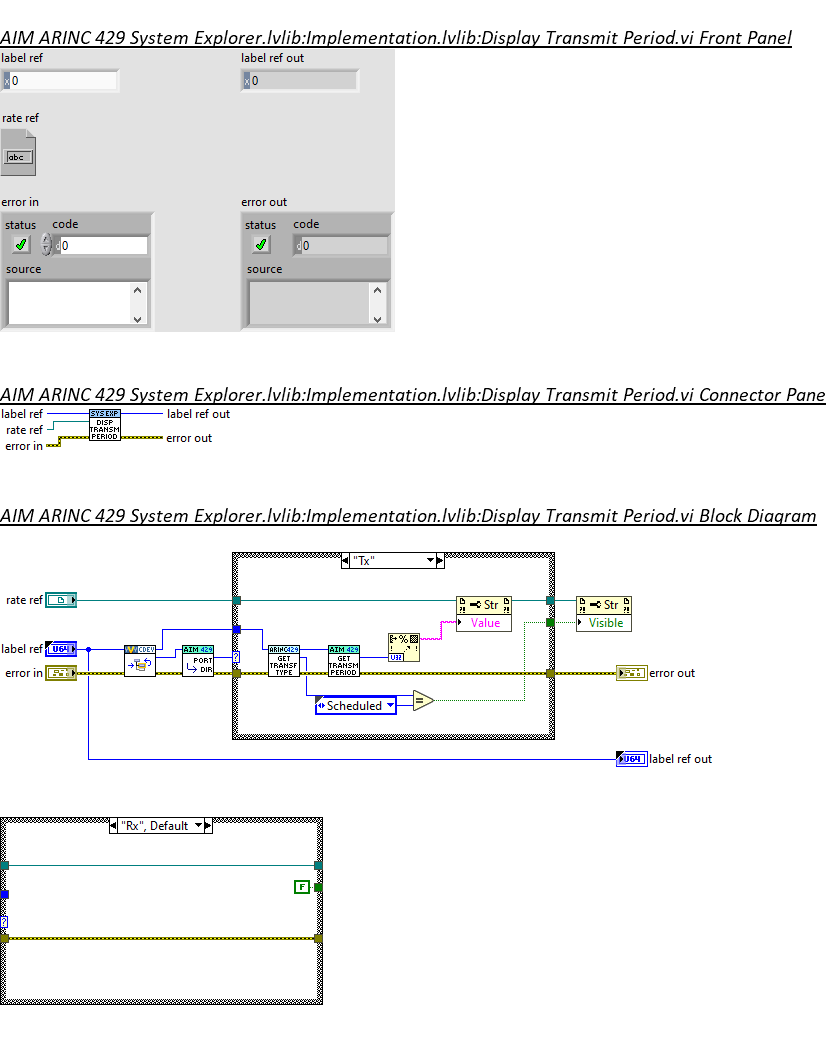 AIM ARINC 429 System Explorer.lvlib:Implementation.lvlib:Display Transmit Period.vi Front Panel
label ref
label ref out
x 0
x 0
rate ref
abc
error in
error out
status code
status code
d 0
d 0
source
source
AIM ARINC 429 System Explorer.lvlib:Implementation.lvlib:Display Transmit Period.vi Connector Pane
label ref
SYS EXP
DISP
TRANSM
PERIOD
label ref out
rate ref
error in
error out
AIM ARINC 429 System Explorer.lvlib:Implementation.lvlib:Display Transmit Period.vi Block Diagram
"Tx"
rate ref
Str
Value
Str
Visible
label ref
U64
CDEV
AIM 429
PORT
DIR
?
ARINC429
GET
TRANSF
TYPE
AIM 429
GET
TRANSM
PERIOD
%
U32
error in
error out
Scheduled
=
U64
label ref out
"Rx", Default
F
?